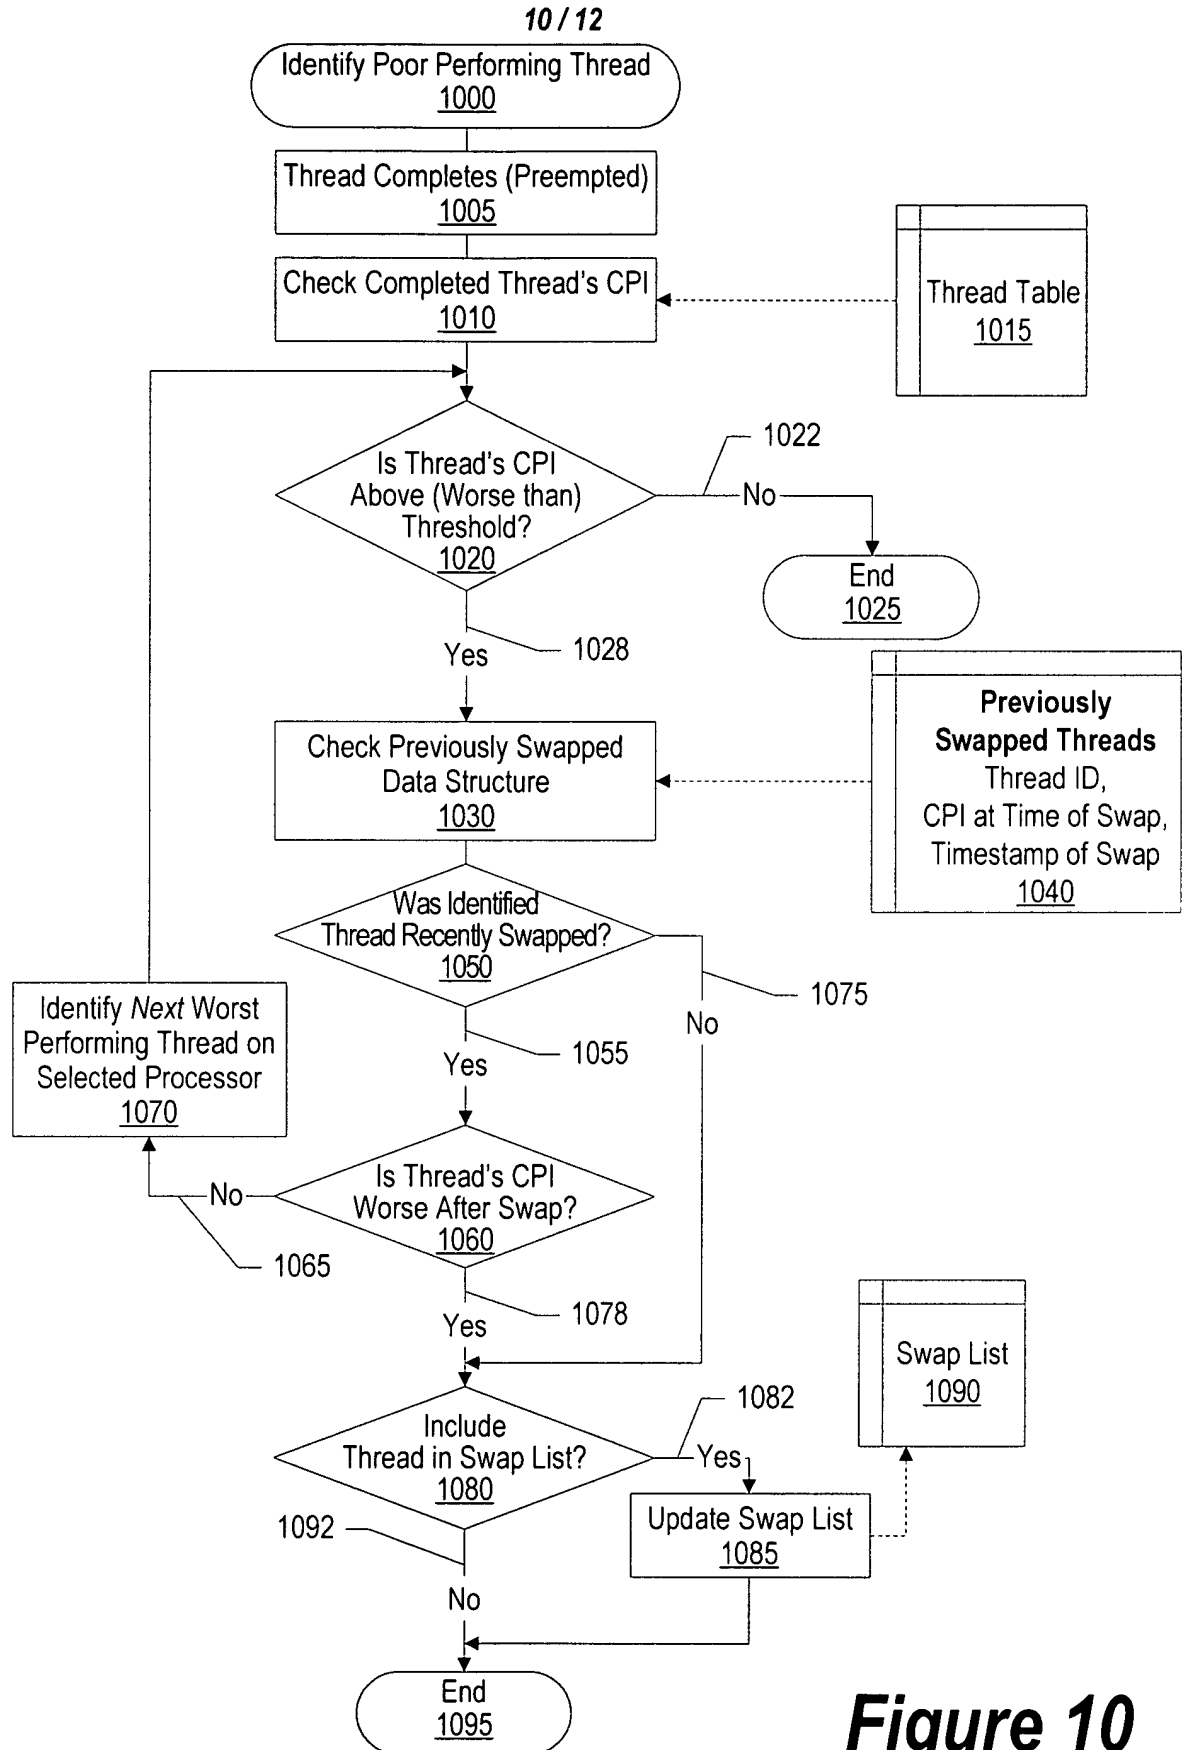 10 / 12
Identify Poor Performing Thread
1000
Thread Completes (Preempted)
1005
Check Completed Thread's CPI
1010
Thread Table
1015
Is Thread's CPI
Above (Worse than)
Threshold?
1020
1022
No
End
1025
1028
Yes
Check Previously Swapped
Data Structure
1030
Previously
Swapped Threads
Thread ID,
CPI at Time of Swap,
Timestamp of Swap
1040
Was Identified
Thread Recently Swapped?
1050
1075
No
1055
Yes
Identify Next Worst
Performing Thread on
Selected Processor
1070
Is Thread's CPI
Worse After Swap?
1060
No
1065
1078
Yes
Swap List
1090
Include
Thread in Swap List?
1080
1082
Yes
Update Swap List
1085
1092
No
End
1095
Figure 10